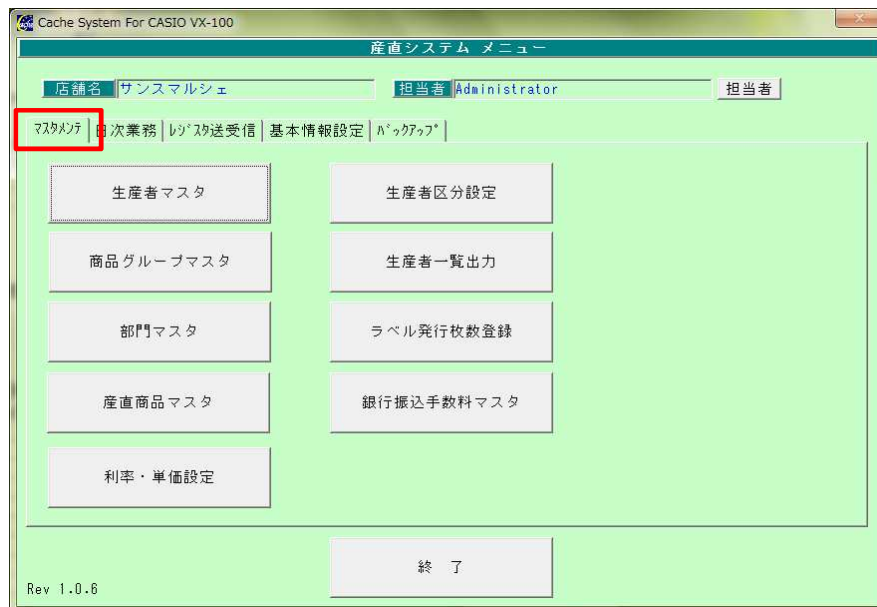 Cache System For CASIO VX-100
産直システム メニュー
店舗名 サンスマルシェ 担当者 Administrator 担当者
ﾏｽﾀﾒﾝﾃ 日次業務 ﾚｼﾞｽﾀ送受信 基本情報設定 ﾊﾞｯｸｱｯﾌﾟ
生産者マスタ 生産者区分設定
商品グループマスタ 生産者一覧出力
部門マスタ ラベル発行枚数登録
産直商品マスタ 銀行振込手数料マスタ
利率・単価設定
終 了
Rev 1.0.6